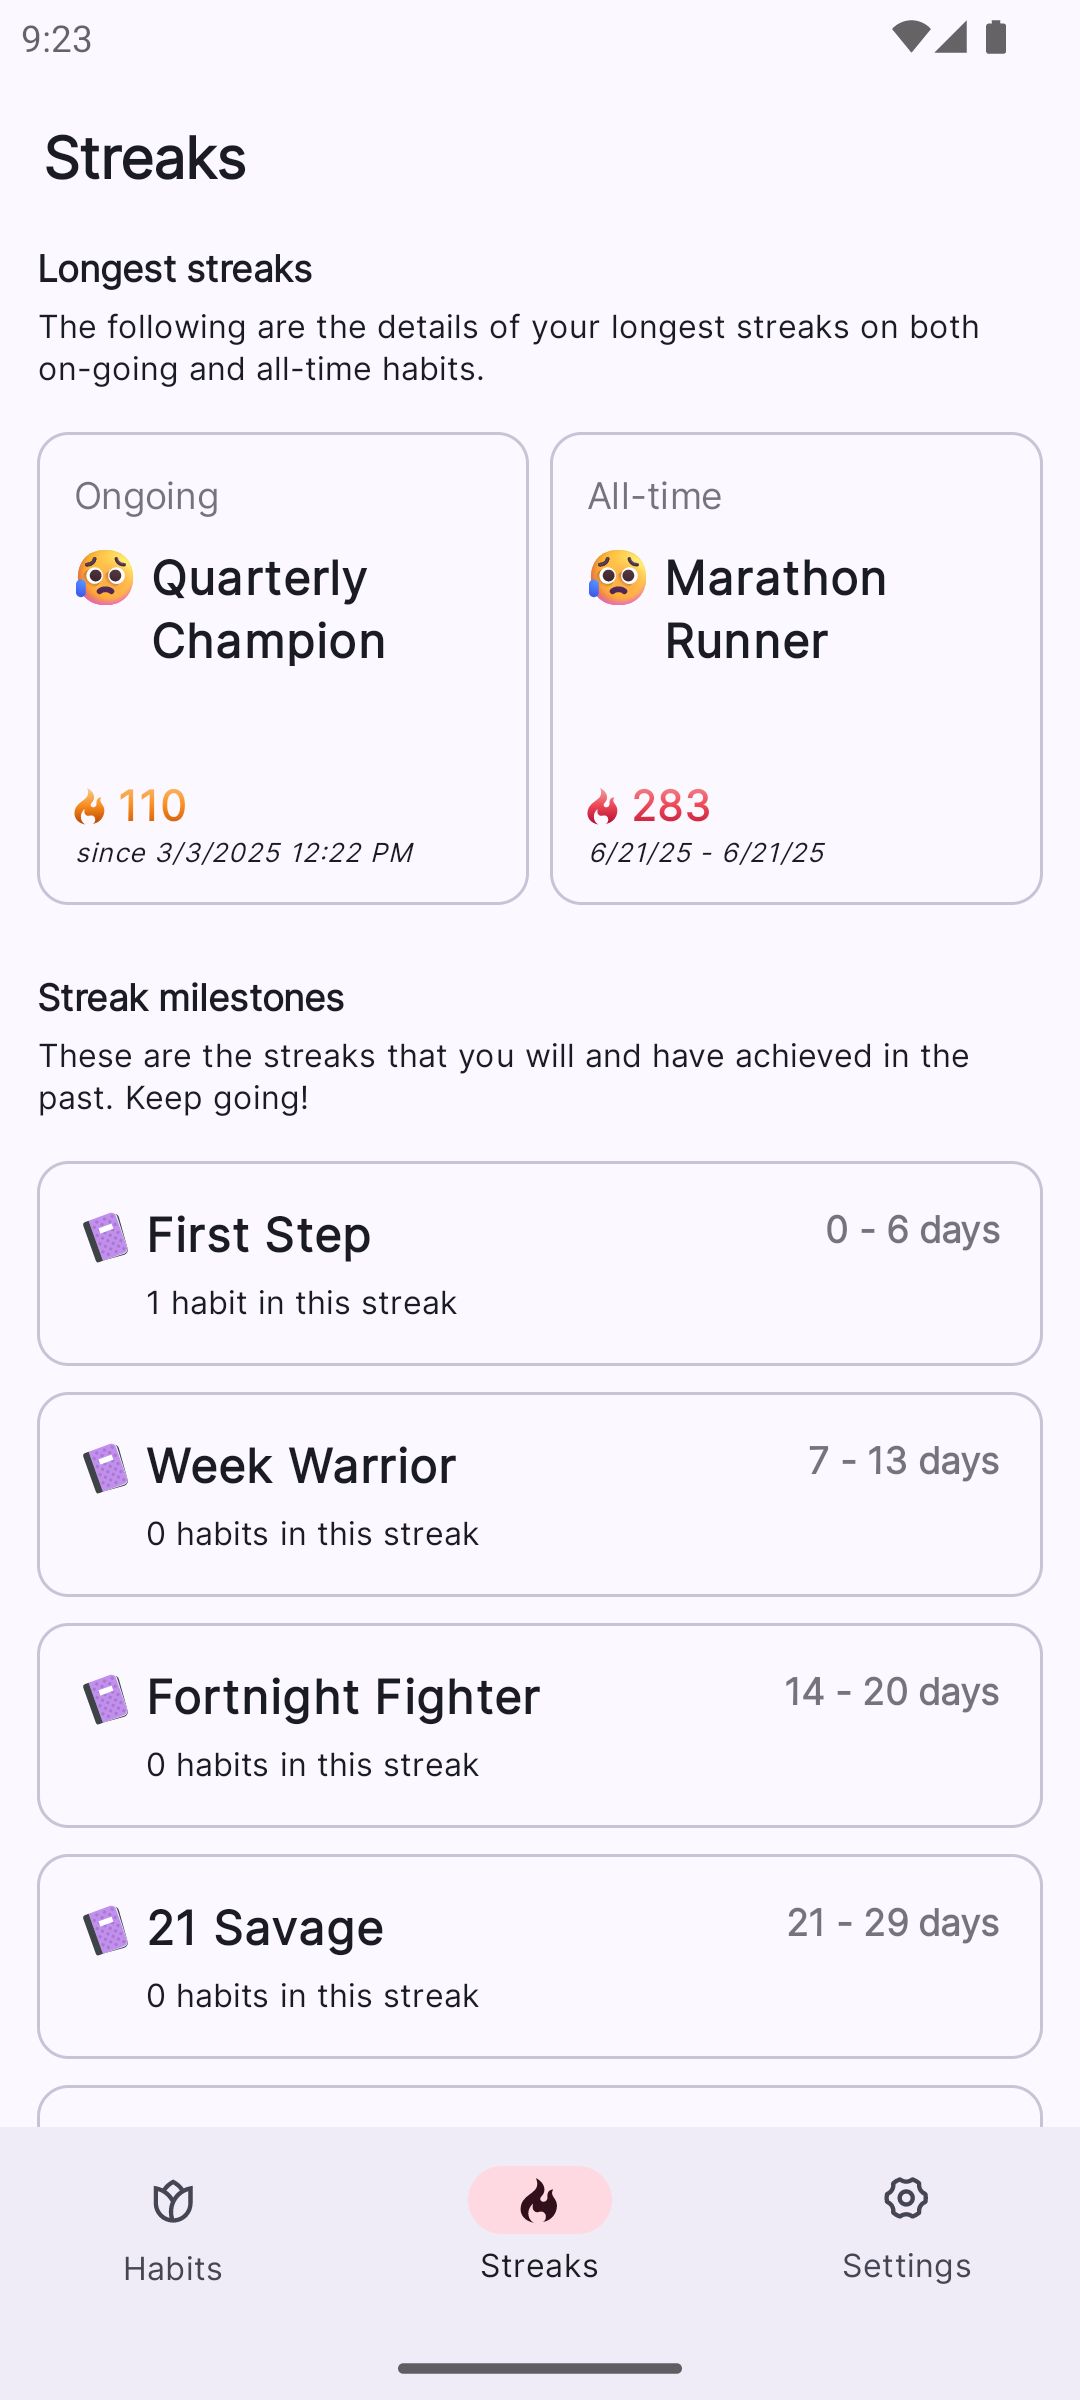 9:23
Streaks
Longest streaks
The following are the details of your longest streaks on both
on-going and all-time habits.
Ongoing
Quarterly
Champion
110
since 3/3/2025 12:22 PM
All-time
Marathon
Runner
283
6/21/25 - 6/21/25
Streak milestones
These are the streaks that you will and have achieved in the
past. Keep going!
First Step
0 - 6 days
1 habit in this streak
Week Warrior
7 - 13 days
0 habits in this streak
Fortnight Fighter
14 - 20 days
0 habits in this streak
21 Savage
21 - 29 days
0 habits in this streak
Habits
Streaks
Settings